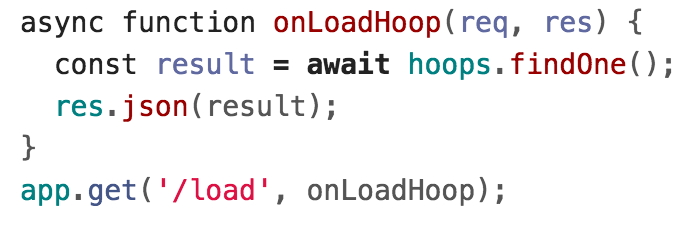 async function onLoadHoop(req, res) {
  const result = await hoops.findOne();
  res.json(result);
}
app.get('/load', onLoadHoop);